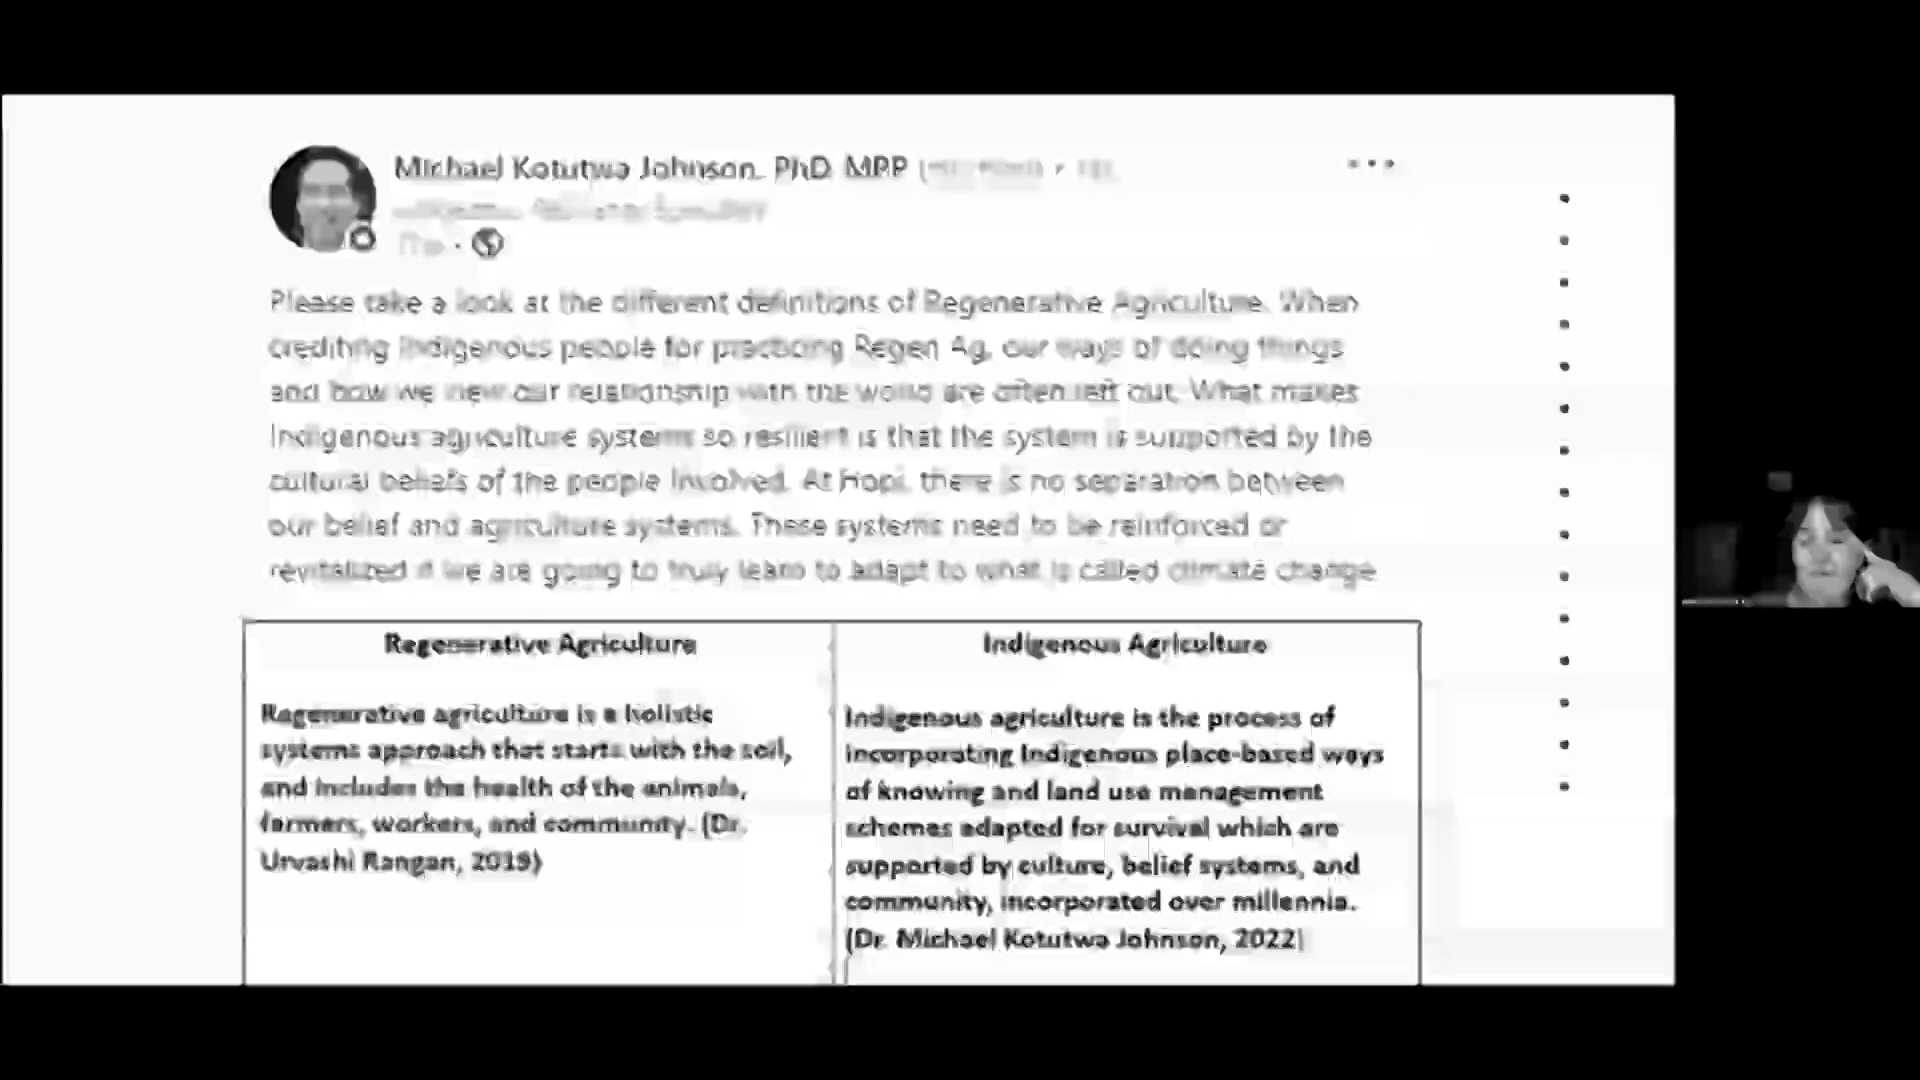 Michael Kotutwa Johnson, PhD MPP
Please take a look at the different definitions of Regenerative Agriculture. When
crediting Indigenous people for practicing Regen Ag, our ways of doing things
and how we view our relationship with the world are often left out. What makes
Indigenous agriculture systems so resilient is that the system is supported by the
cultural beliefs of the people involved. At Hopi, there is no separation between
our belief and agriculture systems. These systems need to be reinforced or
revitalized if we are going to truly learn to adapt to what is called climate change
Regenerative Agriculture
Regenerative agriculture is a holistic
systems approach that starts with the soil,
and includes the health of the animals,
farmers, workers, and community. (Dr.
Urvashi Rangan, 2019)
Indigenous Agriculture
Indigenous agriculture is the process of
incorporating Indigenous place-based ways
of knowing and land use management
schemes adapted for survival which are
supported by culture, belief systems, and
community, incorporated over millennia.
(Dr. Michael Kotutwa Johnson, 2022)